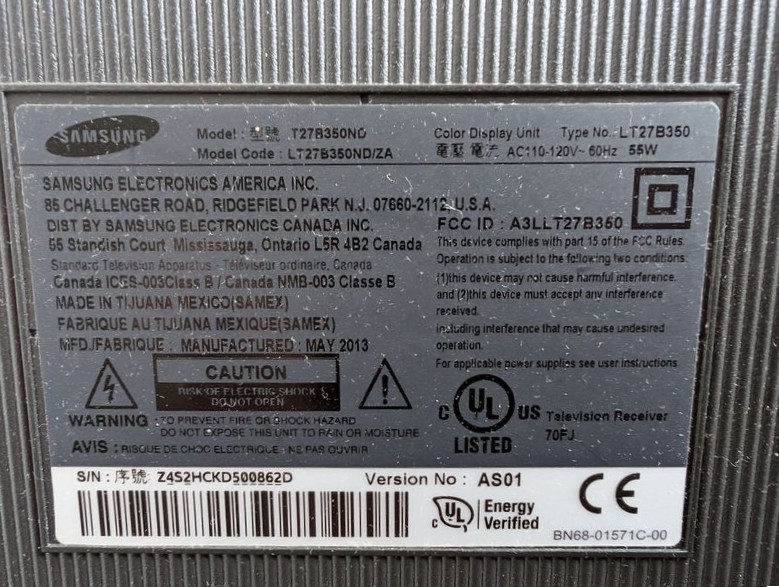 SAMSUNG
Model : 型號 T27B350ND
Model Code : LT27B350ND/ZA
Color Display Unit Type No.: LT27B350
電壓 電流 AC110-120V~ 60Hz 55W
SAMSUNG ELECTRONICS AMERICA INC.
85 CHALLENGER ROAD, RIDGEFIELD PARK N.J. 07660-2112, U.S.A.
DIST BY SAMSUNG ELECTRONICS CANADA INC.
55 Standish Court Mississauga, Ontario L5R 4B2 Canada
Standard Television Apparatus - Téléviseur ordinaire, Canada
Canada ICES-003Class B / Canada NMB-003 Classe B
MADE IN TIJUANA MEXICO(SAMEX)
FABRIQUE AU TIJUANA MEXIQUE(SAMEX)
MFD./FABRIQUE : MANUFACTURED : MAY 2013
FCC ID : A3LLT27B350
This device complies with part 15 of the FCC Rules.
Operation is subject to the following two conditions:
(1)this device may not cause harmful interference.
and (2)this device must accept any interference
received.
including interference that may cause undesired
operation.
For applicable power supplies see user instructions
CAUTION
RISK OF ELECTRIC SHOCK
DO NOT OPEN
WARNING : TO PREVENT FIRE OR SHOCK HAZARD
DO NOT EXPOSE THIS UNIT TO RAIN OR MOISTURE
AVIS : RISQUE DE CHOC ELECTRIQUE : NE PAS OUVRIR
C UL US
LISTED
Television Receiver
70FJ
S/N : 序號: Z4S2HCKD500862D
Version No : AS01
C UL Energy
Verified
CE
BN68-01571C-00